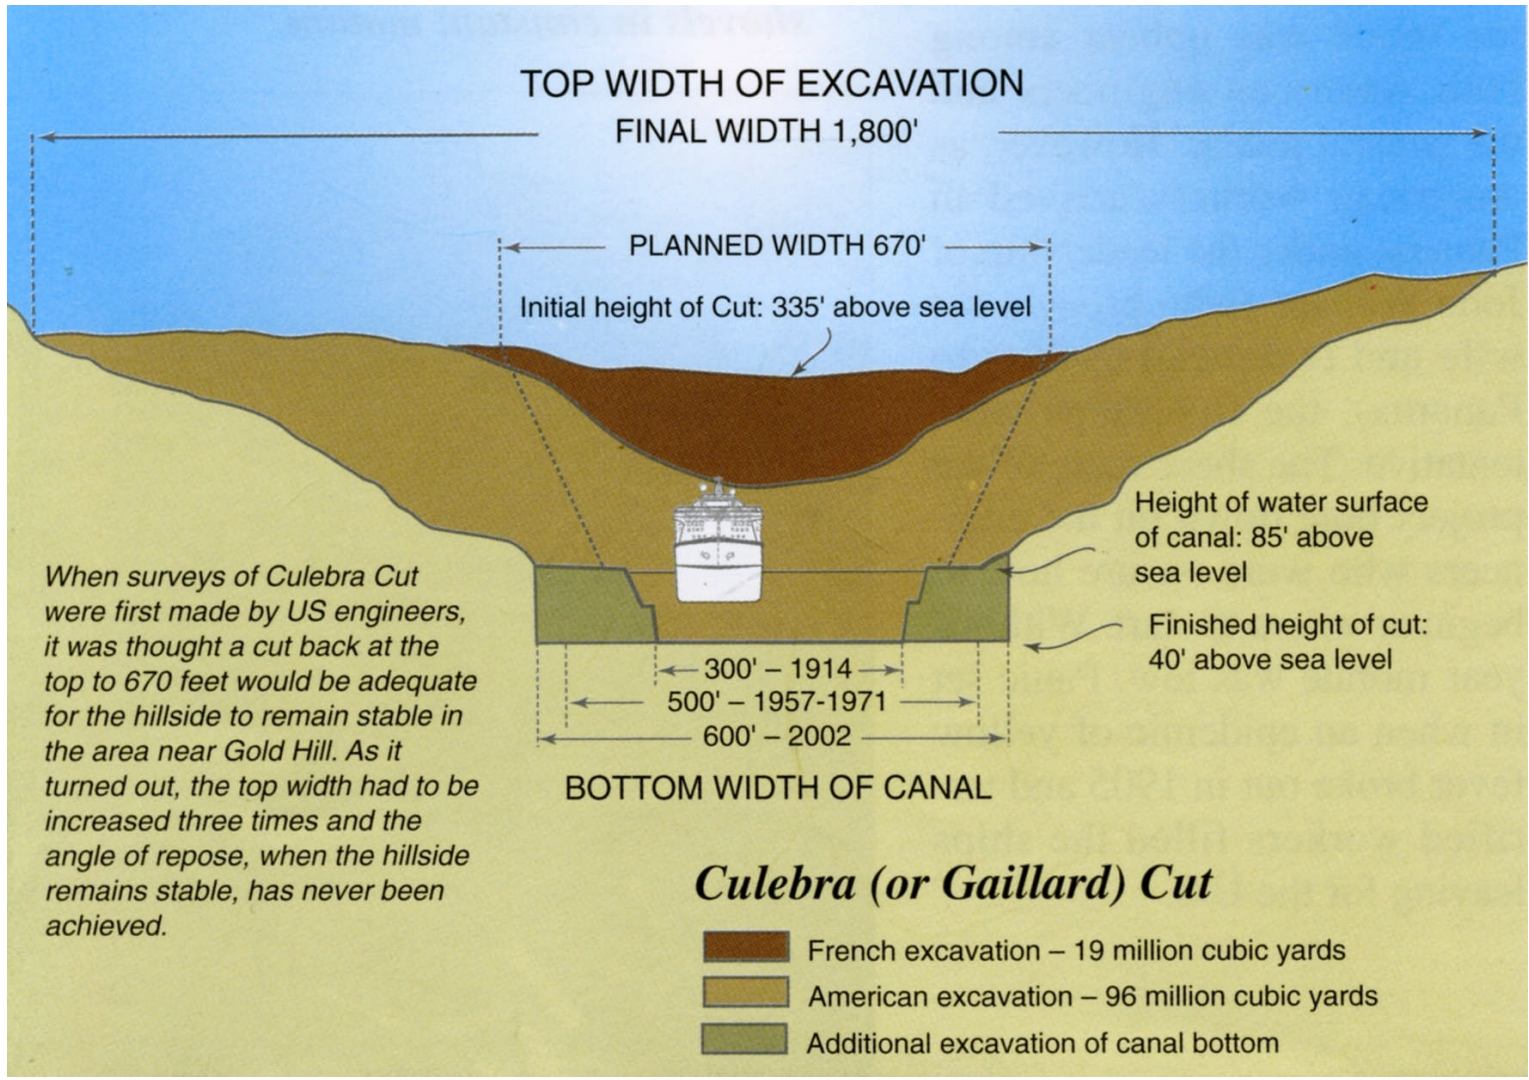 TOP WIDTH OF EXCAVATION
FINAL WIDTH 1,800'
PLANNED WIDTH 670'
Initial height of Cut: 335' above sea level
Height of water surface
of canal: 85' above
sea level
Finished height of cut:
40' above sea level
When surveys of Culebra Cut
were first made by US engineers,
it was thought a cut back at the
top to 670 feet would be adequate
for the hillside to remain stable in
the area near Gold Hill. As it
turned out, the top width had to be
increased three times and the
angle of repose, when the hillside
remains stable, has never been
achieved.
300' – 1914
500' – 1957-1971
600' – 2002
BOTTOM WIDTH OF CANAL
Culebra (or Gaillard) Cut
French excavation – 19 million cubic yards
American excavation – 96 million cubic yards
Additional excavation of canal bottom